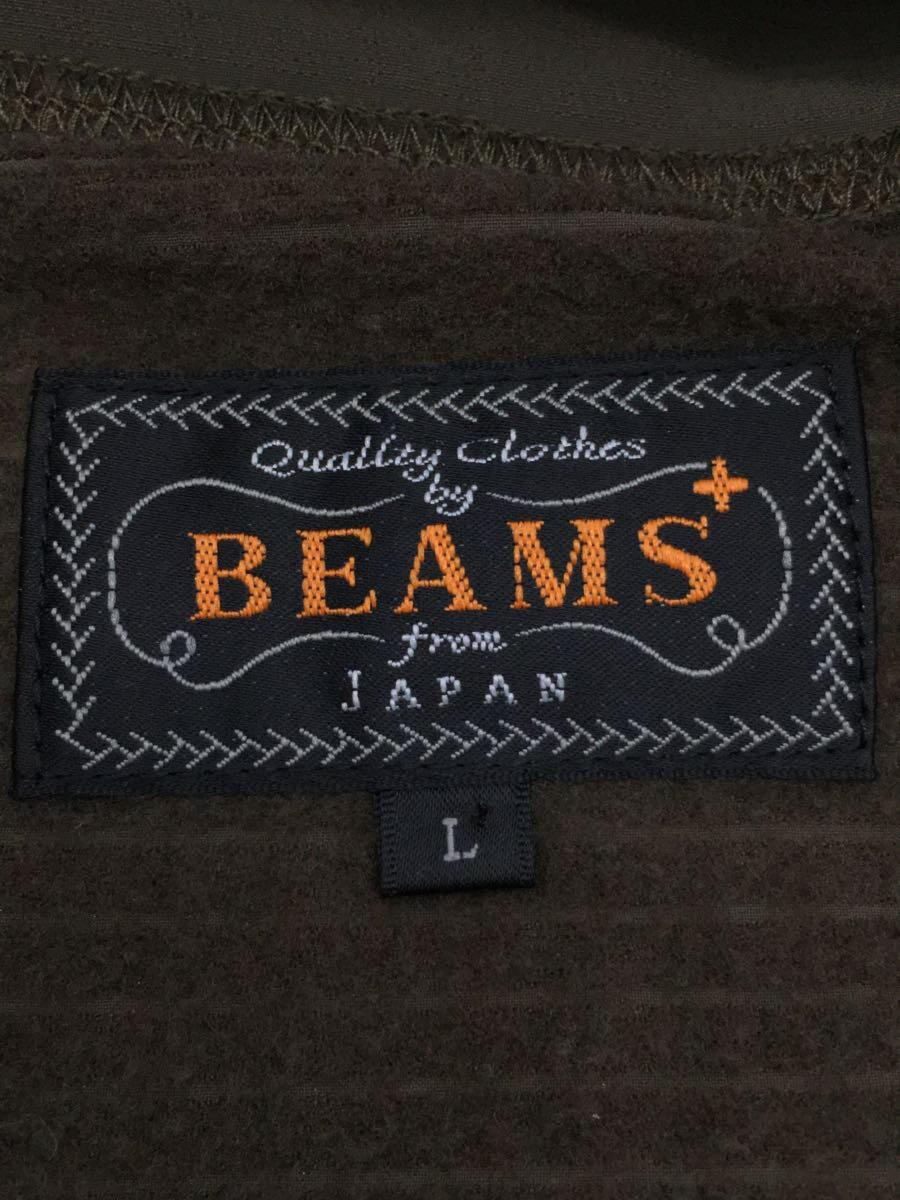 Quality Clothes
by
BEAMS+
from
JAPAN
L